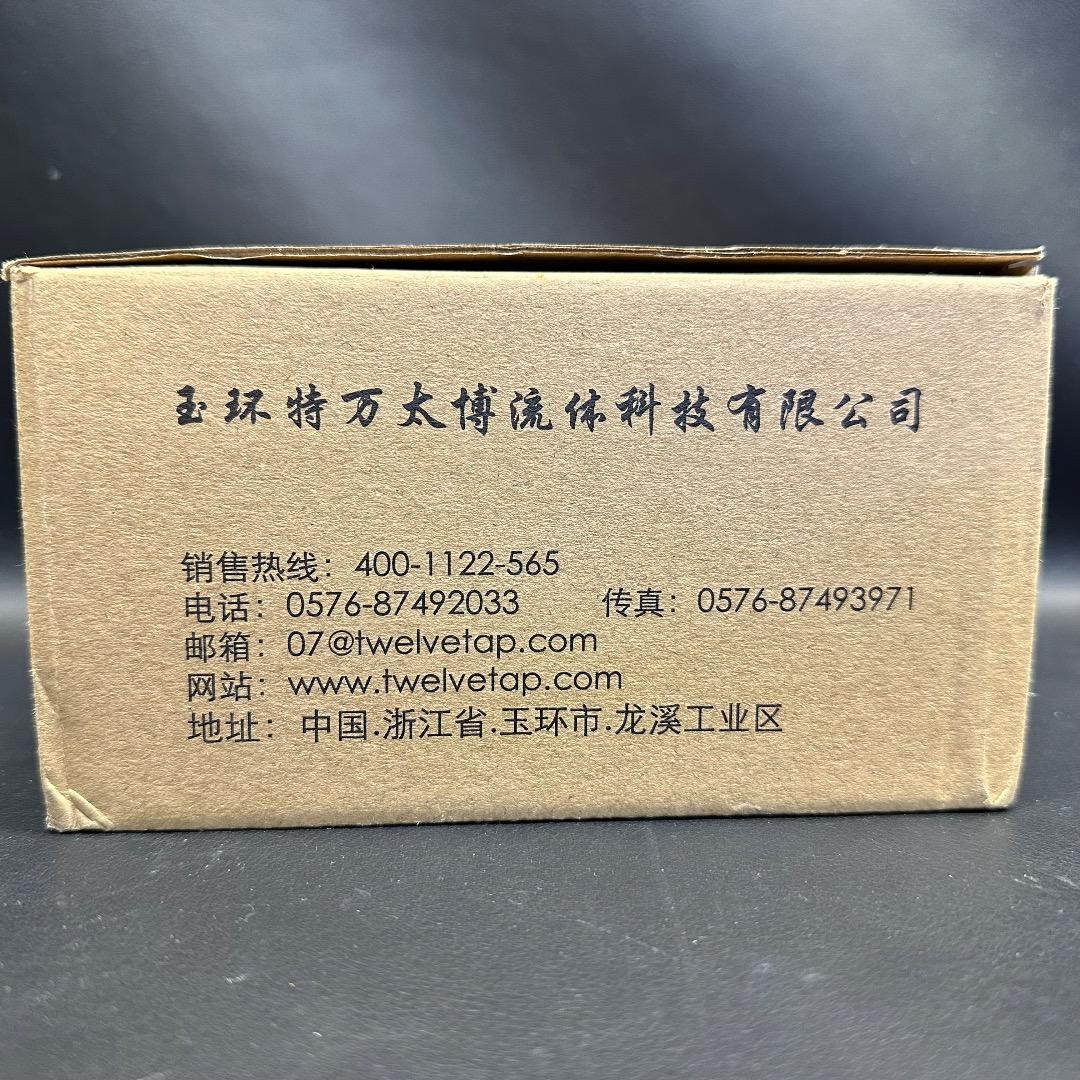 玉环特万太博流体科技有限公司
销售热线：400-1122-565
电话：0576-87492033 传真：0576-87493971
邮箱：07@twelvetap.com
网站：www.twelvetap.com
地址：中国.浙江省.玉环市.龙溪工业区